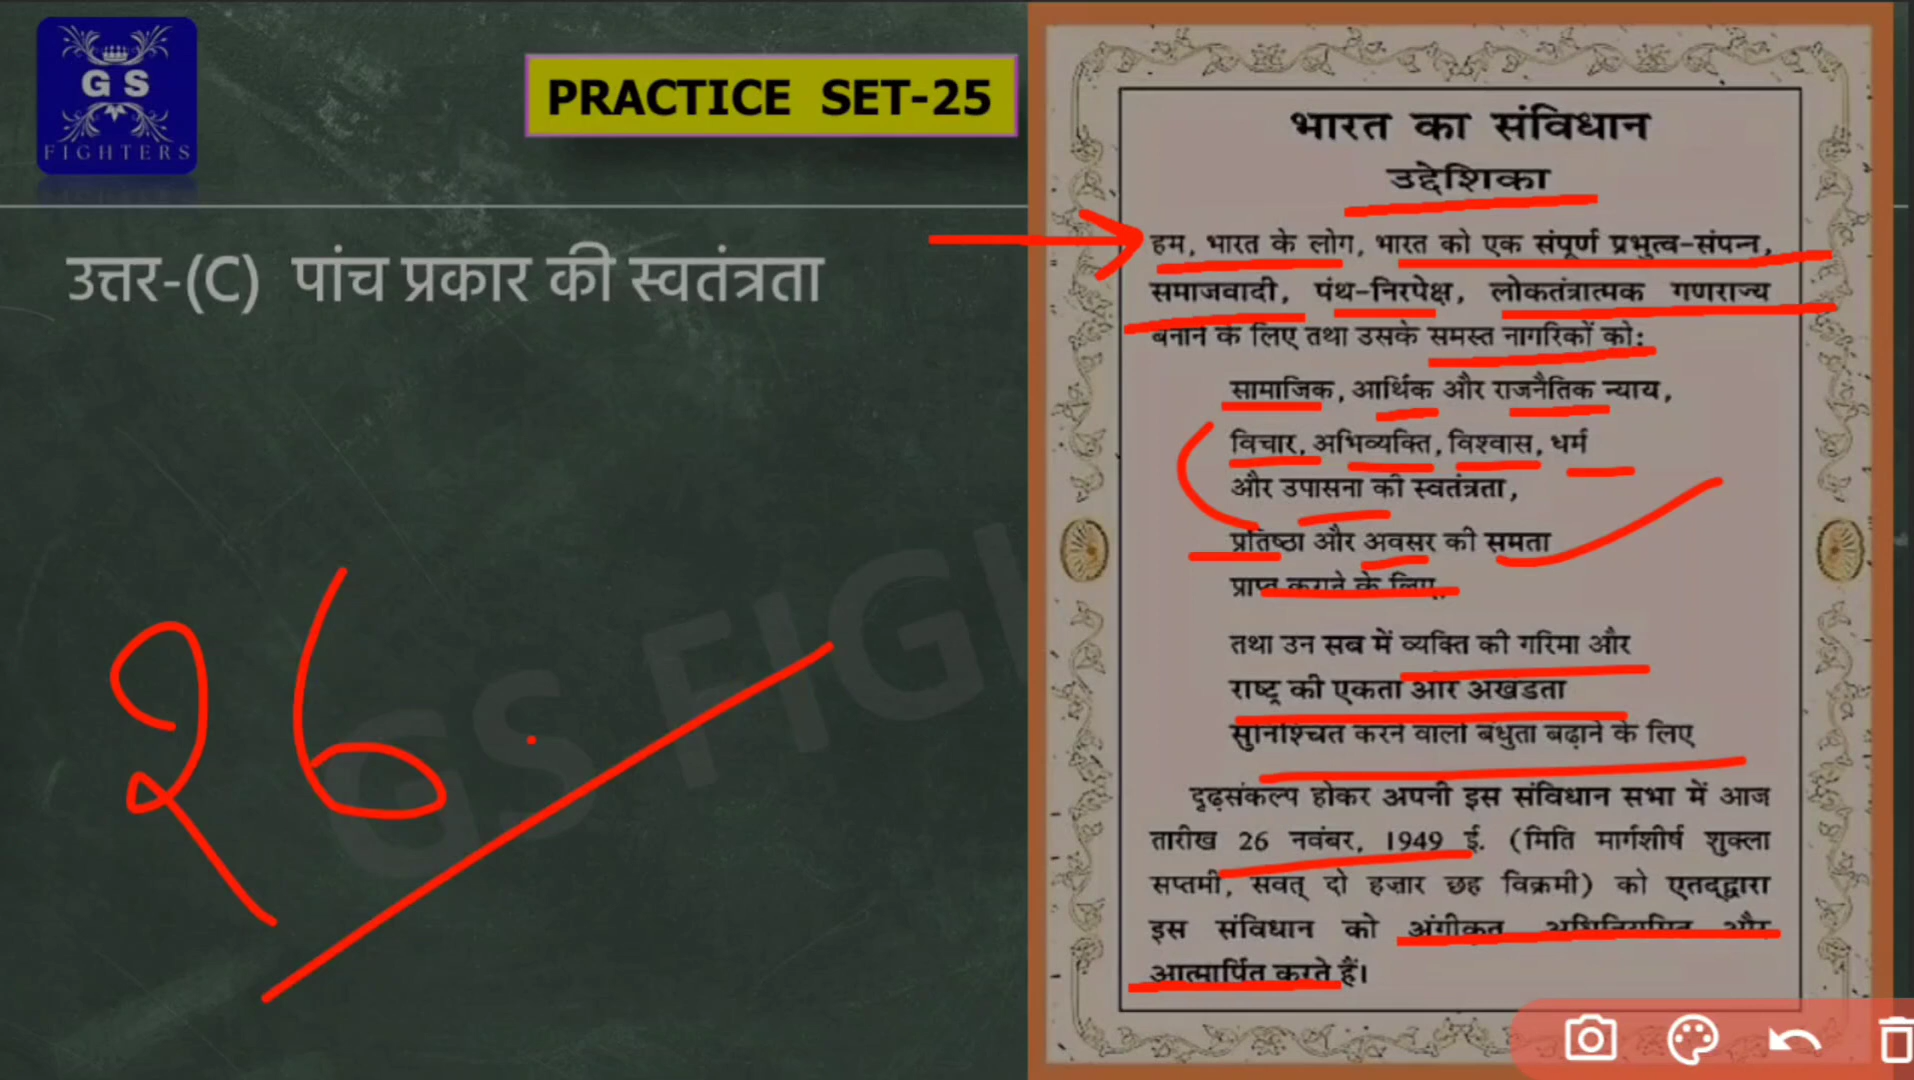 GS
FIGHTERS
PRACTICE SET-25
उत्तर-(C) पांच प्रकार की स्वतंत्रता
26
GS FIGH
भारत का संविधान
उद्देशिका
हम, भारत के लोग, भारत को एक संपूर्ण प्रभुत्व-संपन्न,
समाजवादी, पंथ-निरपेक्ष, लोकतंत्रात्मक गणराज्य
बनाने के लिए तथा उसके समस्त नागरिकों को:
सामाजिक, आर्थिक और राजनैतिक न्याय,
विचार, अभिव्यक्ति, विश्वास, धर्म
और उपासना की स्वतंत्रता,
प्रतिष्ठा और अवसर की समता
प्राप्त कराने के लिए,
तथा उन सब में व्यक्ति की गरिमा और
राष्ट्र की एकता और अखंडता
सुनिश्चित करने वाली बंधुता बढ़ाने के लिए
दृढ़संकल्प होकर अपनी इस संविधान सभा में आज
तारीख 26 नवंबर, 1949 ई. (मिति मार्गशीर्ष शुक्ला
सप्तमी, सवत् दो हजार छह विक्रमी) को एतद्द्वारा
इस संविधान को अंगीकृत अधिनियमित और
आत्मार्पित करते हैं।